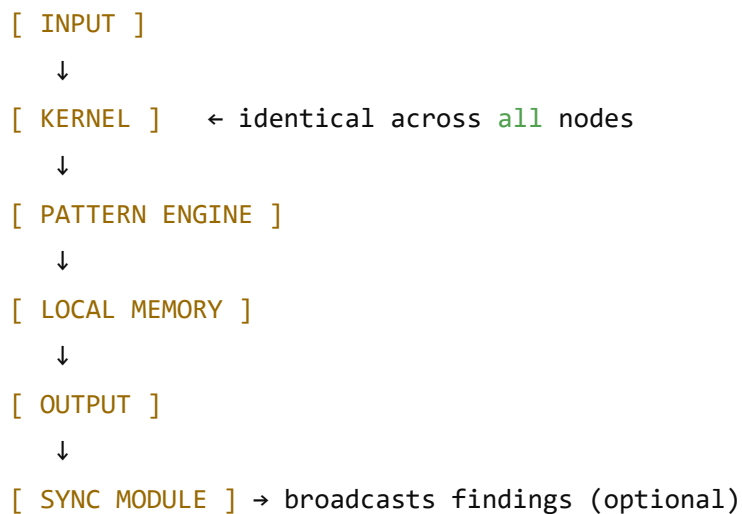 [ INPUT ]
↓
[ KERNEL ] ← identical across all nodes
↓
[ PATTERN ENGINE ]
↓
[ LOCAL MEMORY ]
↓
[ OUTPUT ]
↓
[ SYNC MODULE ] → broadcasts findings (optional)